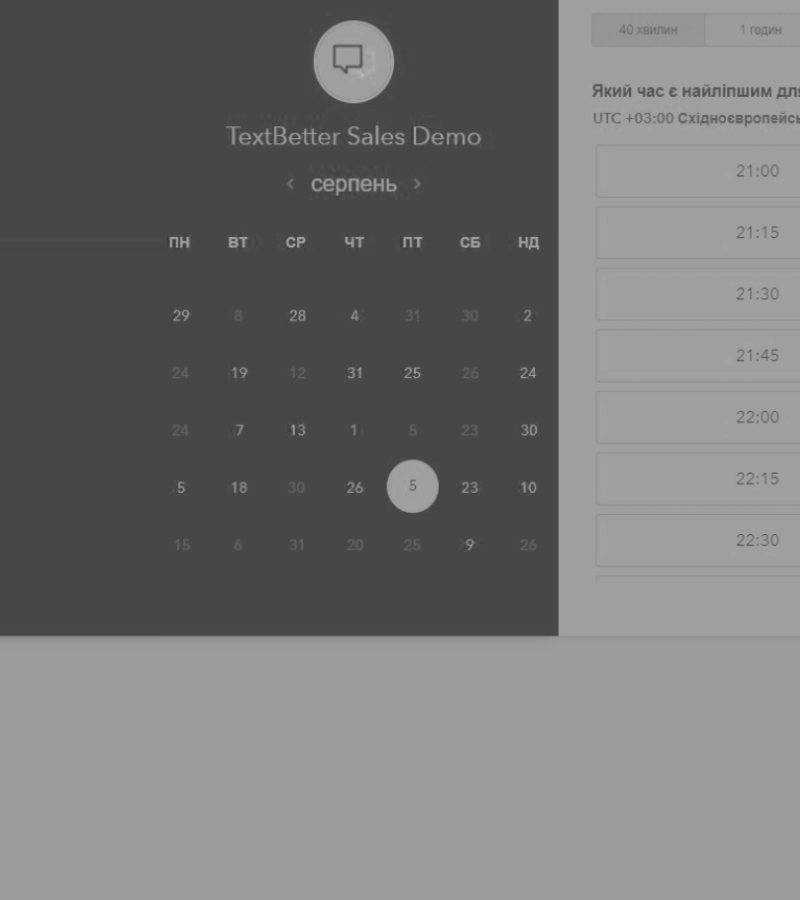 TextBetter Sales Demo
< серпень >
ПН ВТ СР ЧТ ПТ СБ НД
29 8 28 4 31 30 2
24 19 12 31 25 26 24
24 7 13 1 5 23 30
5 18 30 26 5 23 10
15 6 31 20 25 9 26
40 хвилин 1 годин
Який час є найліпшим для
UTC +03:00 Східноєвропейсь
21:00
21:15
21:30
21:45
22:00
22:15
22:30